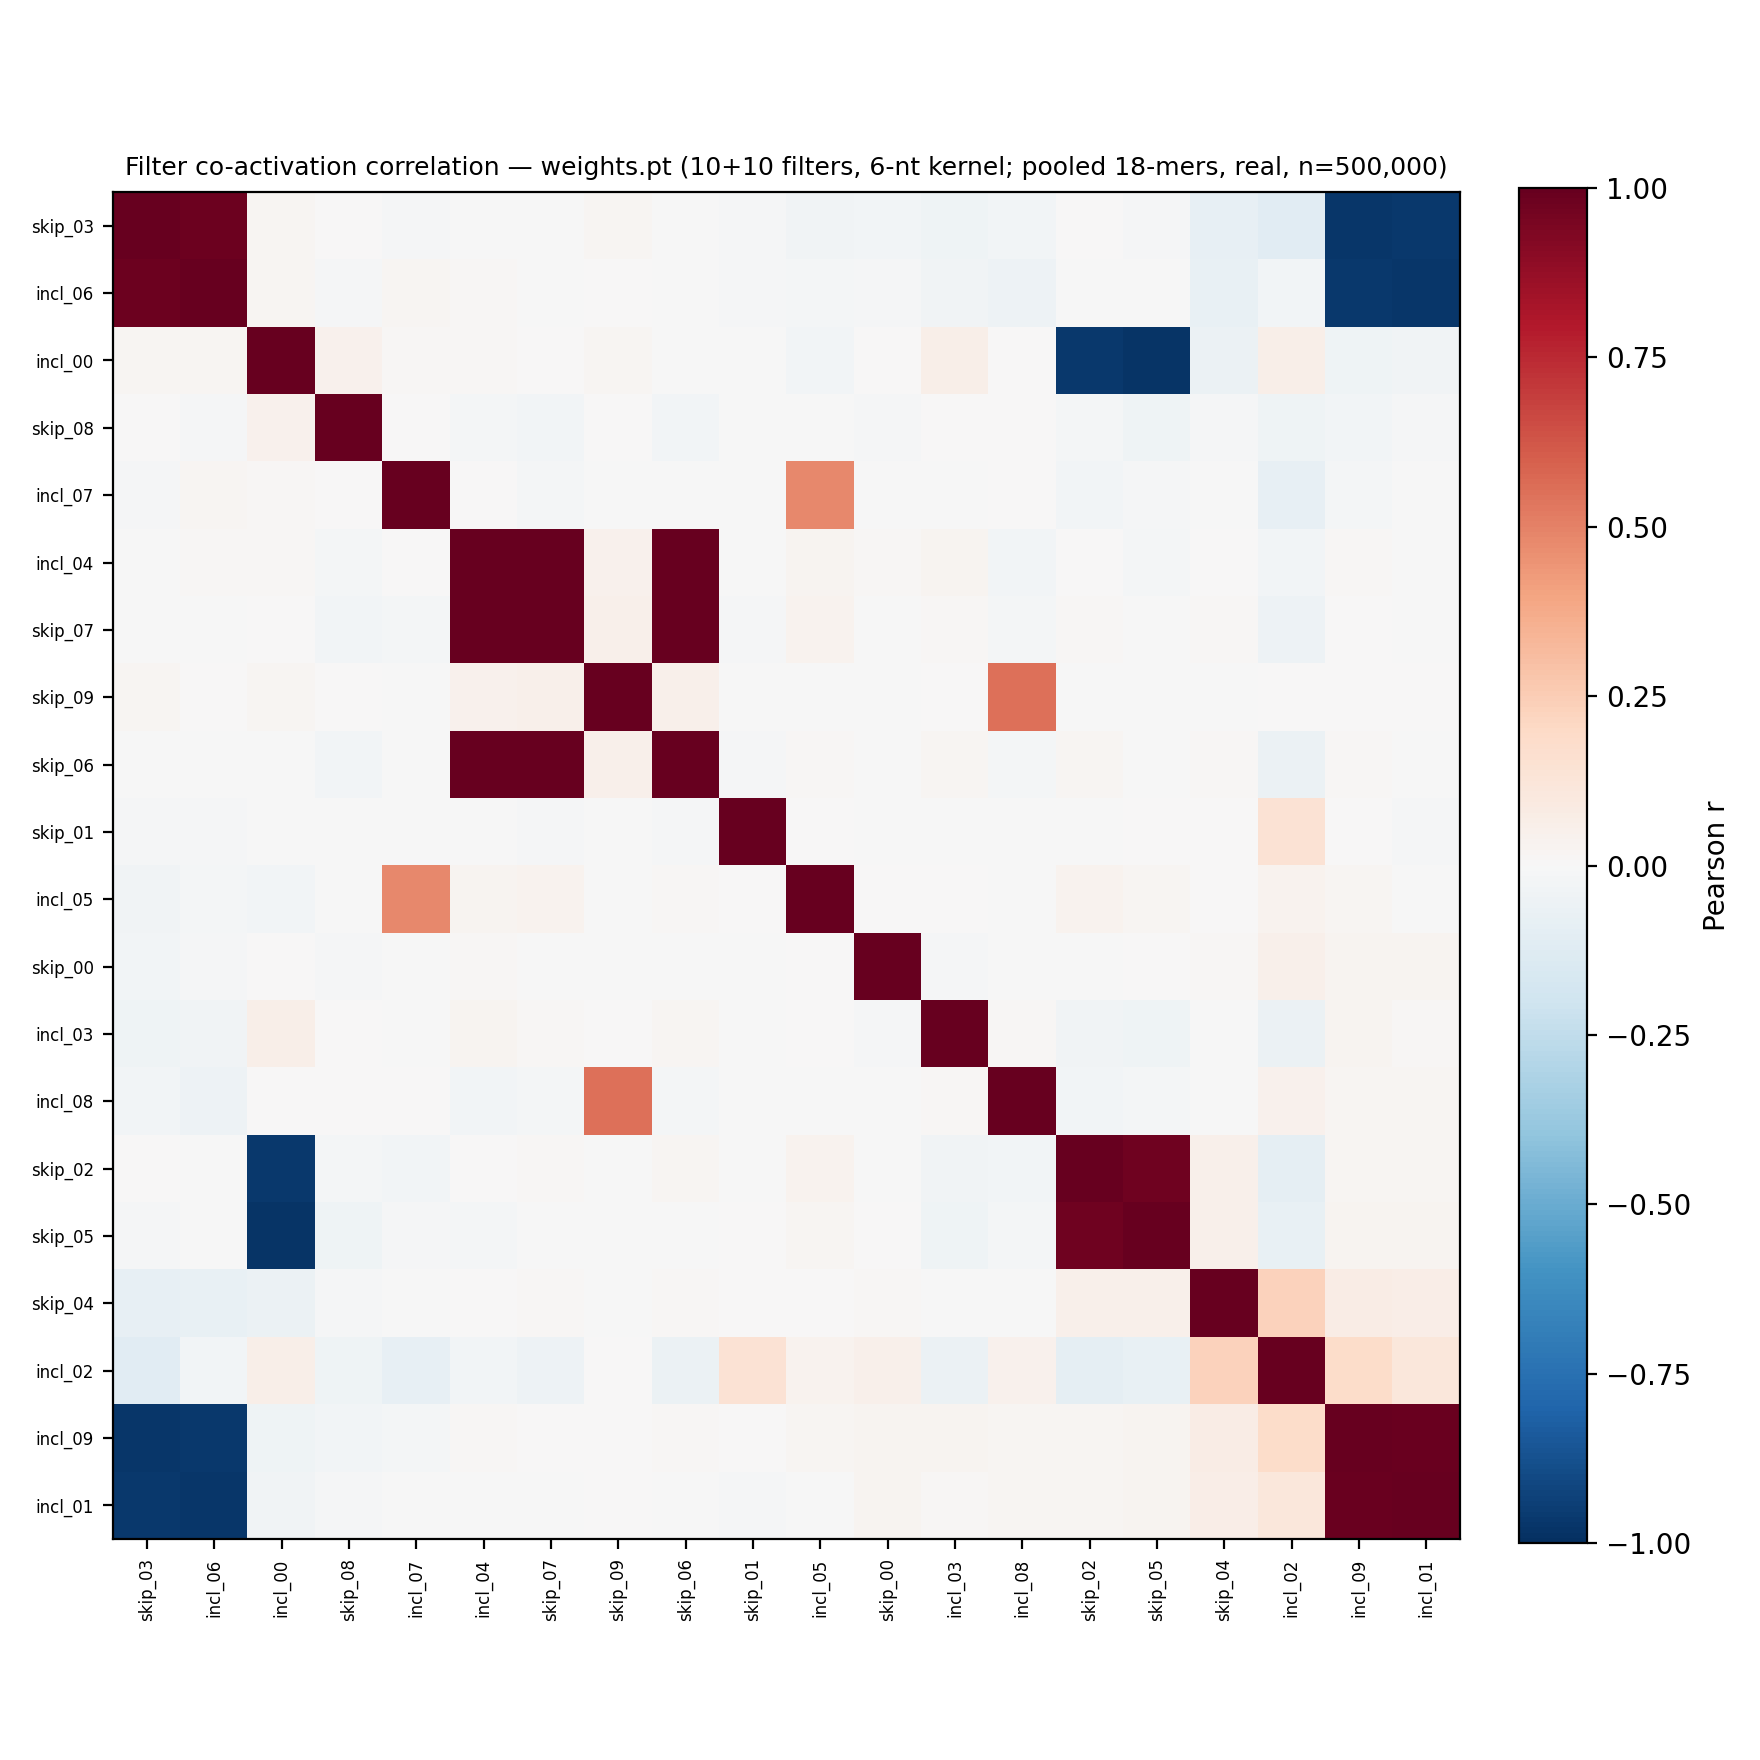 Filter co-activation correlation — weights.pt (10+10 filters, 6-nt kernel; pooled 18-mers, real, n=500,000)
skip_03
incl_06
incl_00
skip_08
incl_07
incl_04
skip_07
skip_09
skip_06
skip_01
incl_05
skip_00
incl_03
incl_08
skip_02
skip_05
skip_04
incl_02
incl_09
incl_01
skip_03
incl_06
incl_00
skip_08
incl_07
incl_04
skip_07
skip_09
skip_06
skip_01
incl_05
skip_00
incl_03
incl_08
skip_02
skip_05
skip_04
incl_02
incl_09
incl_01
1.00
0.75
0.50
0.25
0.00
−0.25
−0.50
−0.75
−1.00
Pearson r